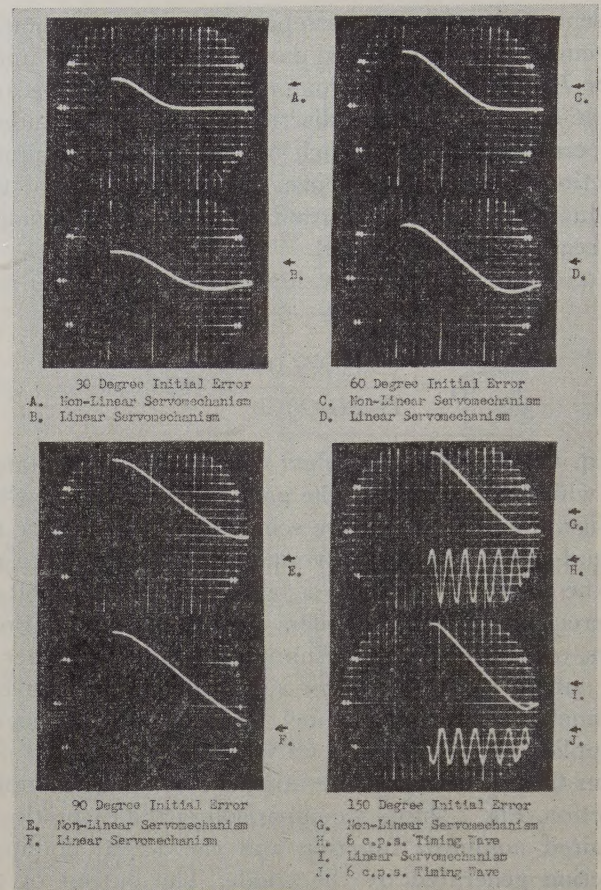 A.
B.
C.
D.
30 Degree Initial Error
A. Non-Linear Servomechanism
B. Linear Servomechanism
60 Degree Initial Error
C. Non-Linear Servomechanism
D. Linear Servomechanism
E.
F.
G.
H.
I.
J.
90 Degree Initial Error
E. Non-Linear Servomechanism
F. Linear Servomechanism
150 Degree Initial Error
G. Non-Linear Servomechanism
H. 6 c.p.s. Timing Wave
I. Linear Servomechanism
J. 6 c.p.s. Timing Wave